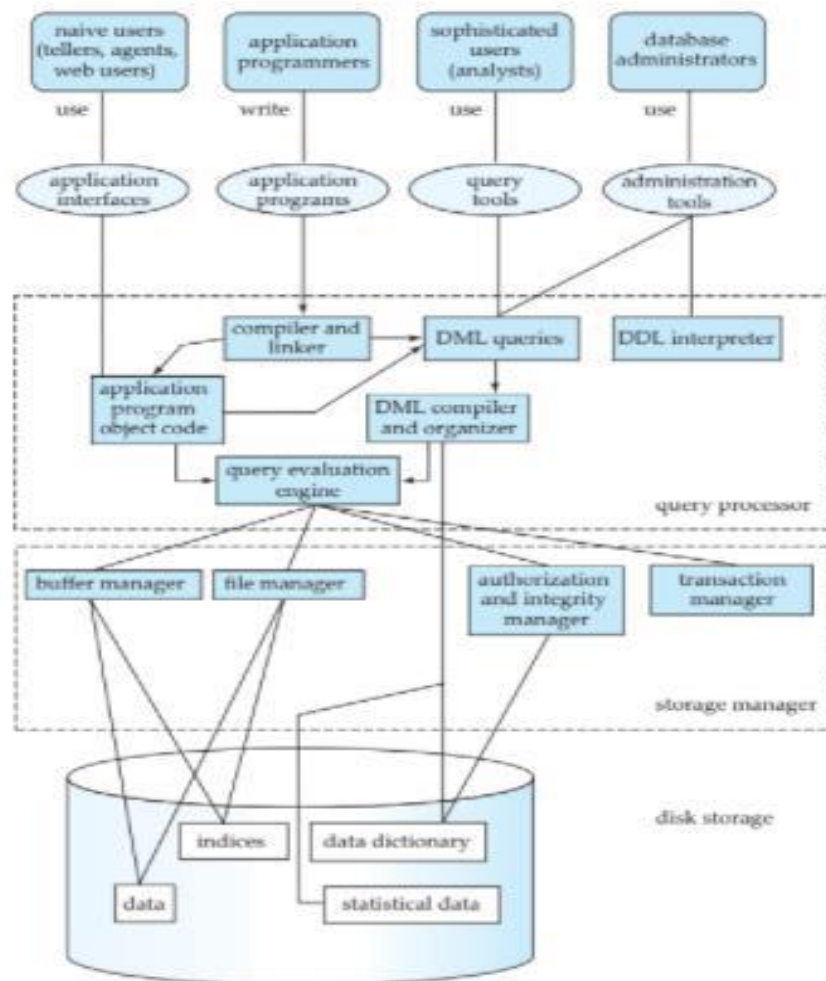 naive users
(tellers, agents,
web users)
application
programmers
sophisticated
users
(analysts)
database
administrators
use
write
use
use
application
interfaces
application
programs
query
tools
administration
tools
compiler and
linker
DML queries
DDL interpreter
application
program
object code
DML compiler
and organizer
query evaluation
engine
query processor
buffer manager
file manager
authorization
and integrity
manager
transaction
manager
storage manager
disk storage
indices
data dictionary
data
statistical data